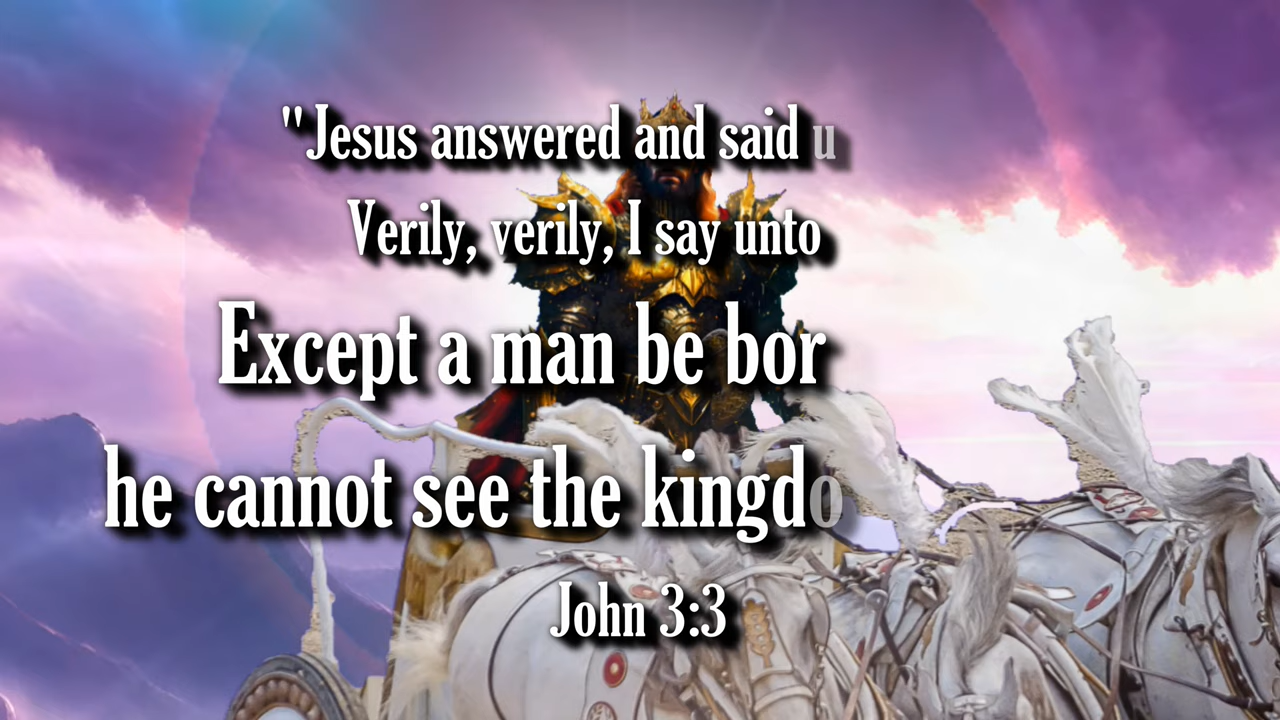 "Jesus answered and said u
Verily, verily, I say unto
Except a man be bor
he cannot see the kingdo
John 3:3